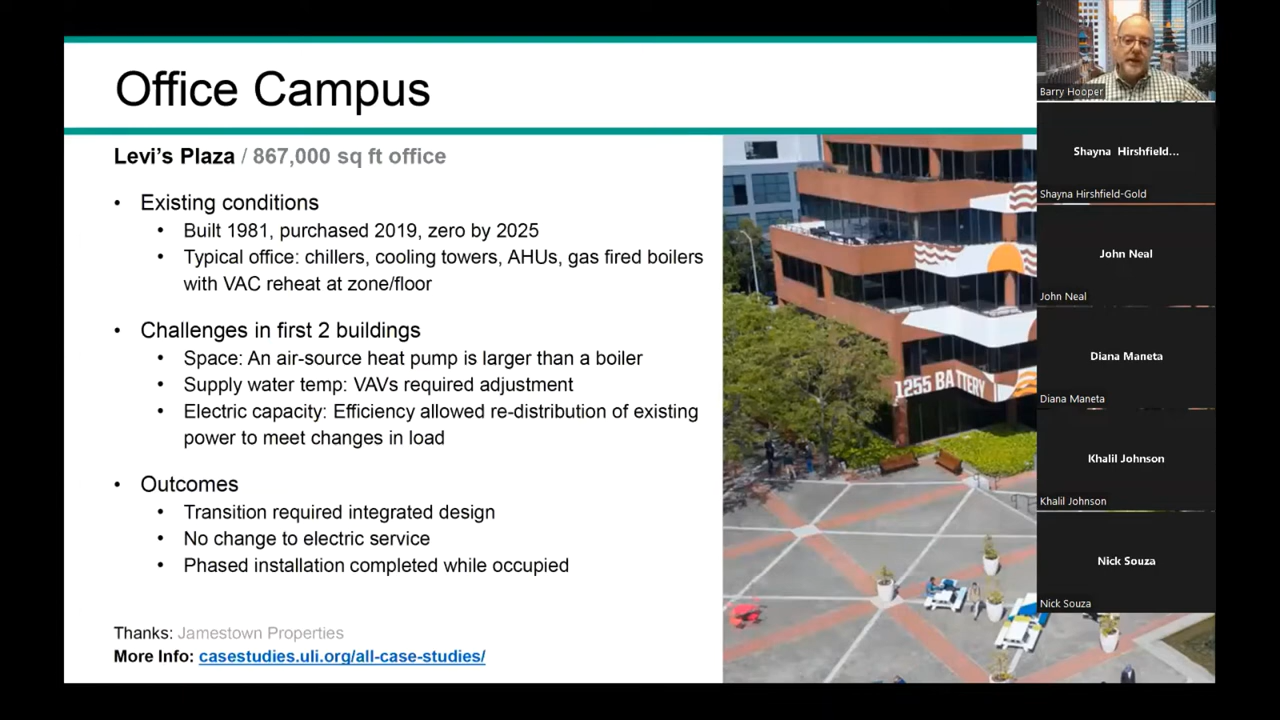 Office Campus
Levi's Plaza / 867,000 sq ft office
• Existing conditions
• Built 1981, purchased 2019, zero by 2025
• Typical office: chillers, cooling towers, AHUs, gas fired boilers
with VAC reheat at zone/floor
• Challenges in first 2 buildings
• Space: An air-source heat pump is larger than a boiler
• Supply water temp: VAVs required adjustment
• Electric capacity: Efficiency allowed re-distribution of existing
power to meet changes in load
• Outcomes
• Transition required integrated design
• No change to electric service
• Phased installation completed while occupied
Thanks: Jamestown Properties
More Info: casestudies.uli.org/all-case-studies/
1255 BATTERY
Barry Hooper
Shayna Hirshfield...
Shayna Hirshfield-Gold
John Neal
John Neal
Diana Maneta
Diana Maneta
Khalil Johnson
Khalil Johnson
Nick Souza
Nick Souza